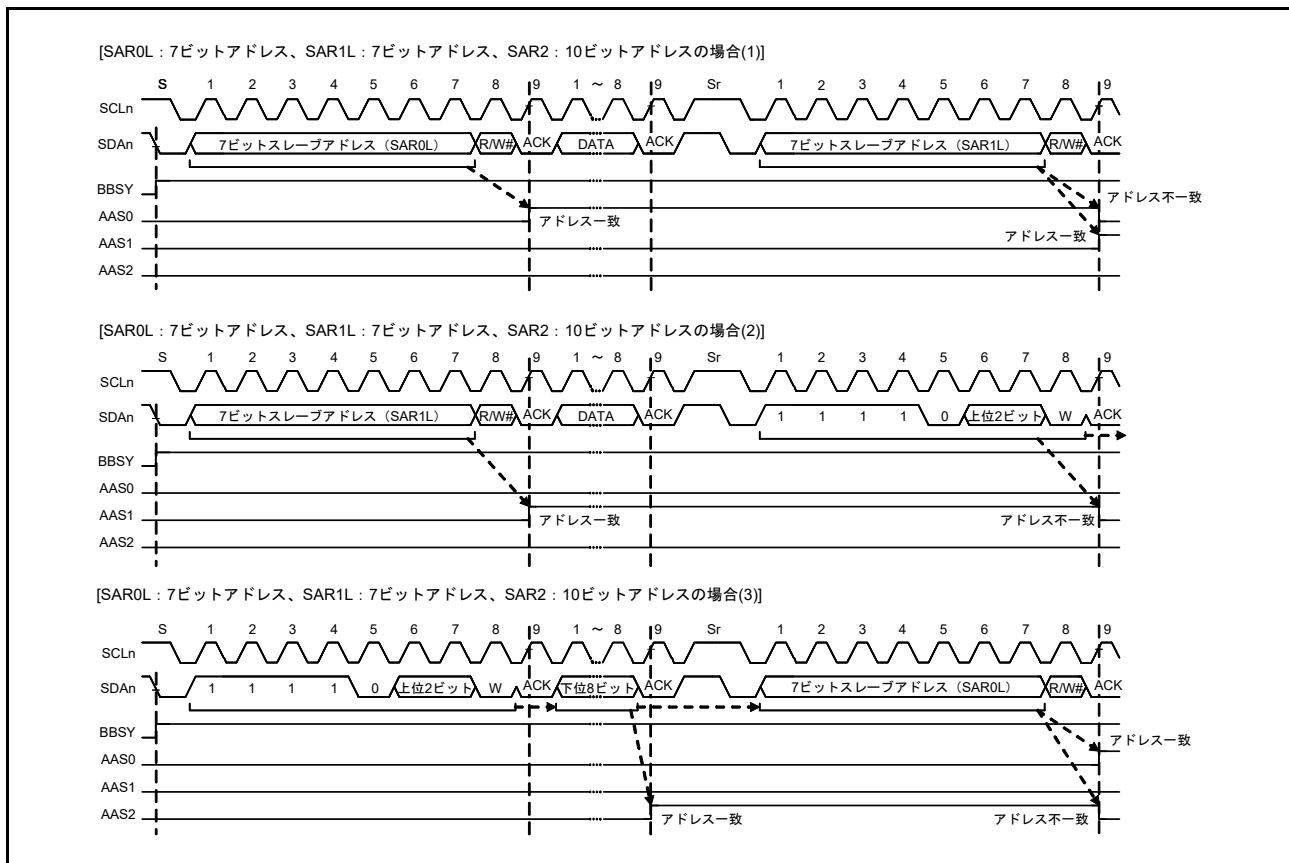 [SAR0L：7ビットアドレス、SAR1L：7ビットアドレス、SAR2：10ビットアドレスの場合(1)]
S 1 2 3 4 5 6 7 8 9 1 ～ 8 9 Sr 1 2 3 4 5 6 7 8 9
SCLn
SDAn 7ビットスレーブアドレス（SAR0L） R/W# ACK DATA ACK 7ビットスレーブアドレス（SAR1L） R/W# ACK
BBSY
アドレス不一致
AAS0
アドレス一致
アドレス一致
AAS1
AAS2
[SAR0L：7ビットアドレス、SAR1L：7ビットアドレス、SAR2：10ビットアドレスの場合(2)]
S 1 2 3 4 5 6 7 8 9 1 ～ 8 9 Sr 1 2 3 4 5 6 7 8 9
SCLn
SDAn 7ビットスレーブアドレス（SAR1L） R/W# ACK DATA ACK 1 1 1 1 0 上位2ビット W ACK
BBSY
AAS0
AAS1
アドレス一致 アドレス不一致
AAS2
[SAR0L：7ビットアドレス、SAR1L：7ビットアドレス、SAR2：10ビットアドレスの場合(3)]
S 1 2 3 4 5 6 7 8 9 1 ～ 8 9 Sr 1 2 3 4 5 6 7 8 9
SCLn
SDAn 1 1 1 1 0 上位2ビット W ACK 下位8ビット ACK 7ビットスレーブアドレス（SAR0L） R/W# ACK
BBSY
アドレス一致
AAS0
AAS1
AAS2
アドレス一致 アドレス不一致